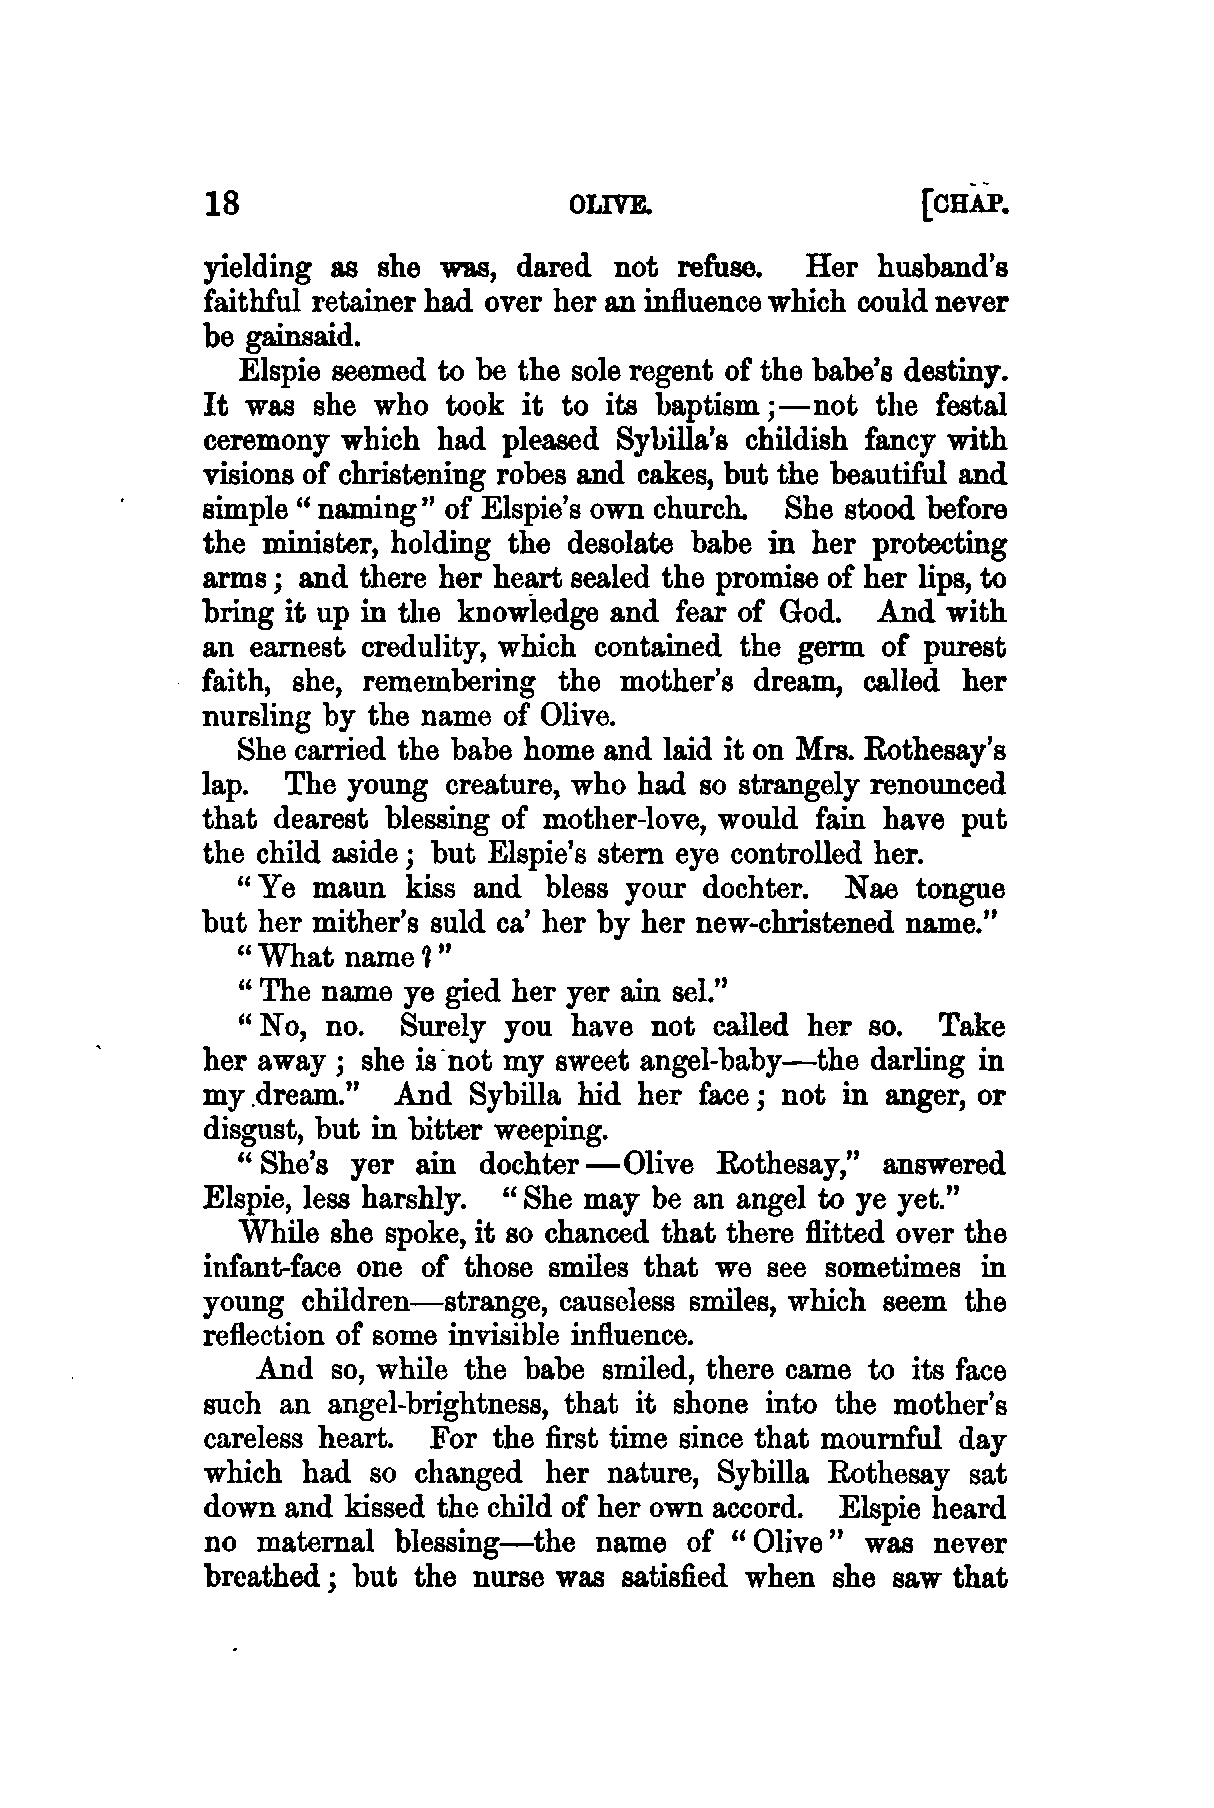 18 OLIVE. [CHAP.
yielding as she was, dared not refuse. Her husband's
faithful retainer had over her an influence which could never
be gainsaid.
Elspie seemed to be the sole regent of the babe's destiny.
It was she who took it to its baptism;—not the festal
ceremony which had pleased Sybilla's childish fancy with
visions of christening robes and cakes, but the beautiful and
simple "naming" of Elspie's own church. She stood before
the minister, holding the desolate babe in her protecting
arms; and there her heart sealed the promise of her lips, to
bring it up in the knowledge and fear of God. And with
an earnest credulity, which contained the germ of purest
faith, she, remembering the mother's dream, called her
nursling by the name of Olive.
She carried the babe home and laid it on Mrs. Rothesay's
lap. The young creature, who had so strangely renounced
that dearest blessing of mother-love, would fain have put
the child aside; but Elspie's stern eye controlled her.
"Ye maun kiss and bless your dochter. Nae tongue
but her mither's suld ca' her by her new-christened name."
"What name?"
"The name ye gied her yer ain sel."
"No, no. Surely you have not called her so. Take
her away; she is not my sweet angel-baby—the darling in
my dream." And Sybilla hid her face; not in anger, or
disgust, but in bitter weeping.
"She's yer ain dochter—Olive Rothesay," answered
Elspie, less harshly. "She may be an angel to ye yet."
While she spoke, it so chanced that there flitted over the
infant-face one of those smiles that we see sometimes in
young children—strange, causeless smiles, which seem the
reflection of some invisible influence.
And so, while the babe smiled, there came to its face
such an angel-brightness, that it shone into the mother's
careless heart. For the first time since that mournful day
which had so changed her nature, Sybilla Rothesay sat
down and kissed the child of her own accord. Elspie heard
no maternal blessing—the name of "Olive" was never
breathed; but the nurse was satisfied when she saw that